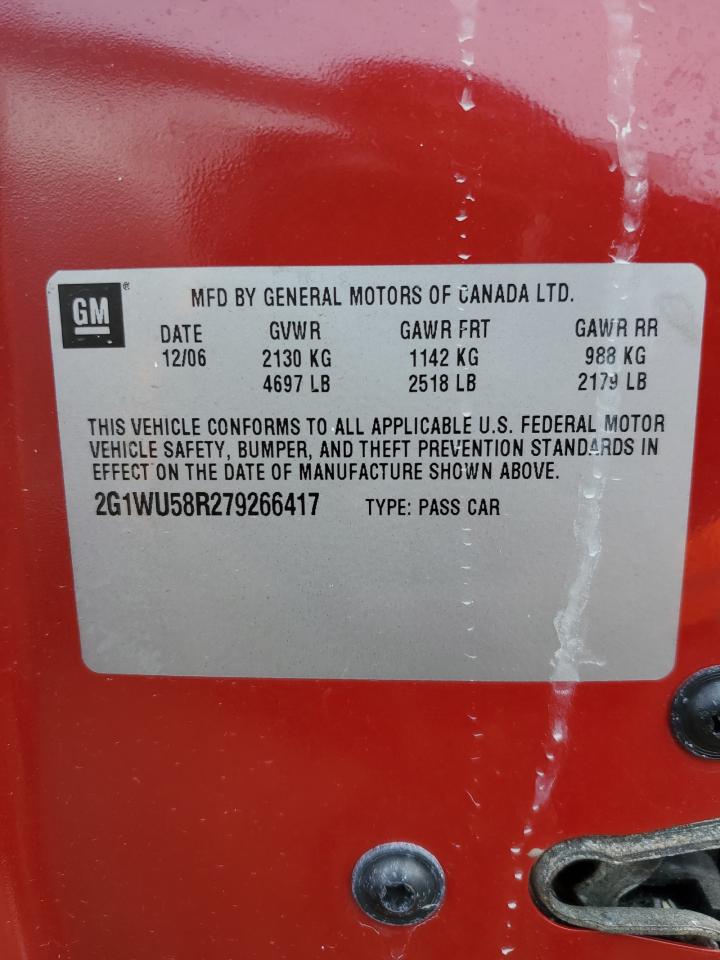 GM® MFD BY GENERAL MOTORS OF CANADA LTD.
DATE GVWR GAWR FRT GAWR RR
12/06 2130 KG 1142 KG 988 KG
4697 LB 2518 LB 2179 LB
THIS VEHICLE CONFORMS TO ALL APPLICABLE U.S. FEDERAL MOTOR
VEHICLE SAFETY, BUMPER, AND THEFT PREVENTION STANDARDS IN
EFFECT ON THE DATE OF MANUFACTURE SHOWN ABOVE.
2G1WU58R279266417 TYPE: PASS CAR